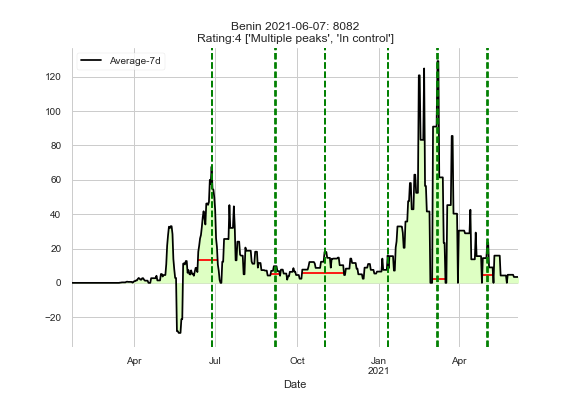 Benin 2021-06-07: 8082
Rating:4 ['Multiple peaks', 'In control']
Average-7d
120
100
80
60
40
20
0
−20
Apr Jul Oct Jan Apr
2021
Date